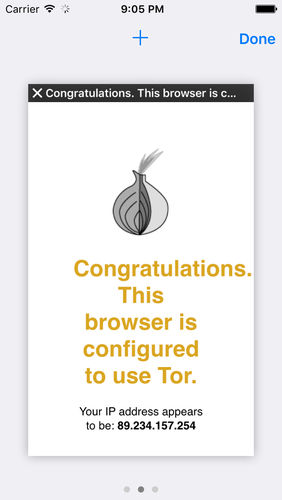 Carrier 9:05 PM
+ Done
× Congratulations. This browser is c...
Congratulations.
This
browser is
configured
to use Tor.
Your IP address appears
to be: 89.234.157.254